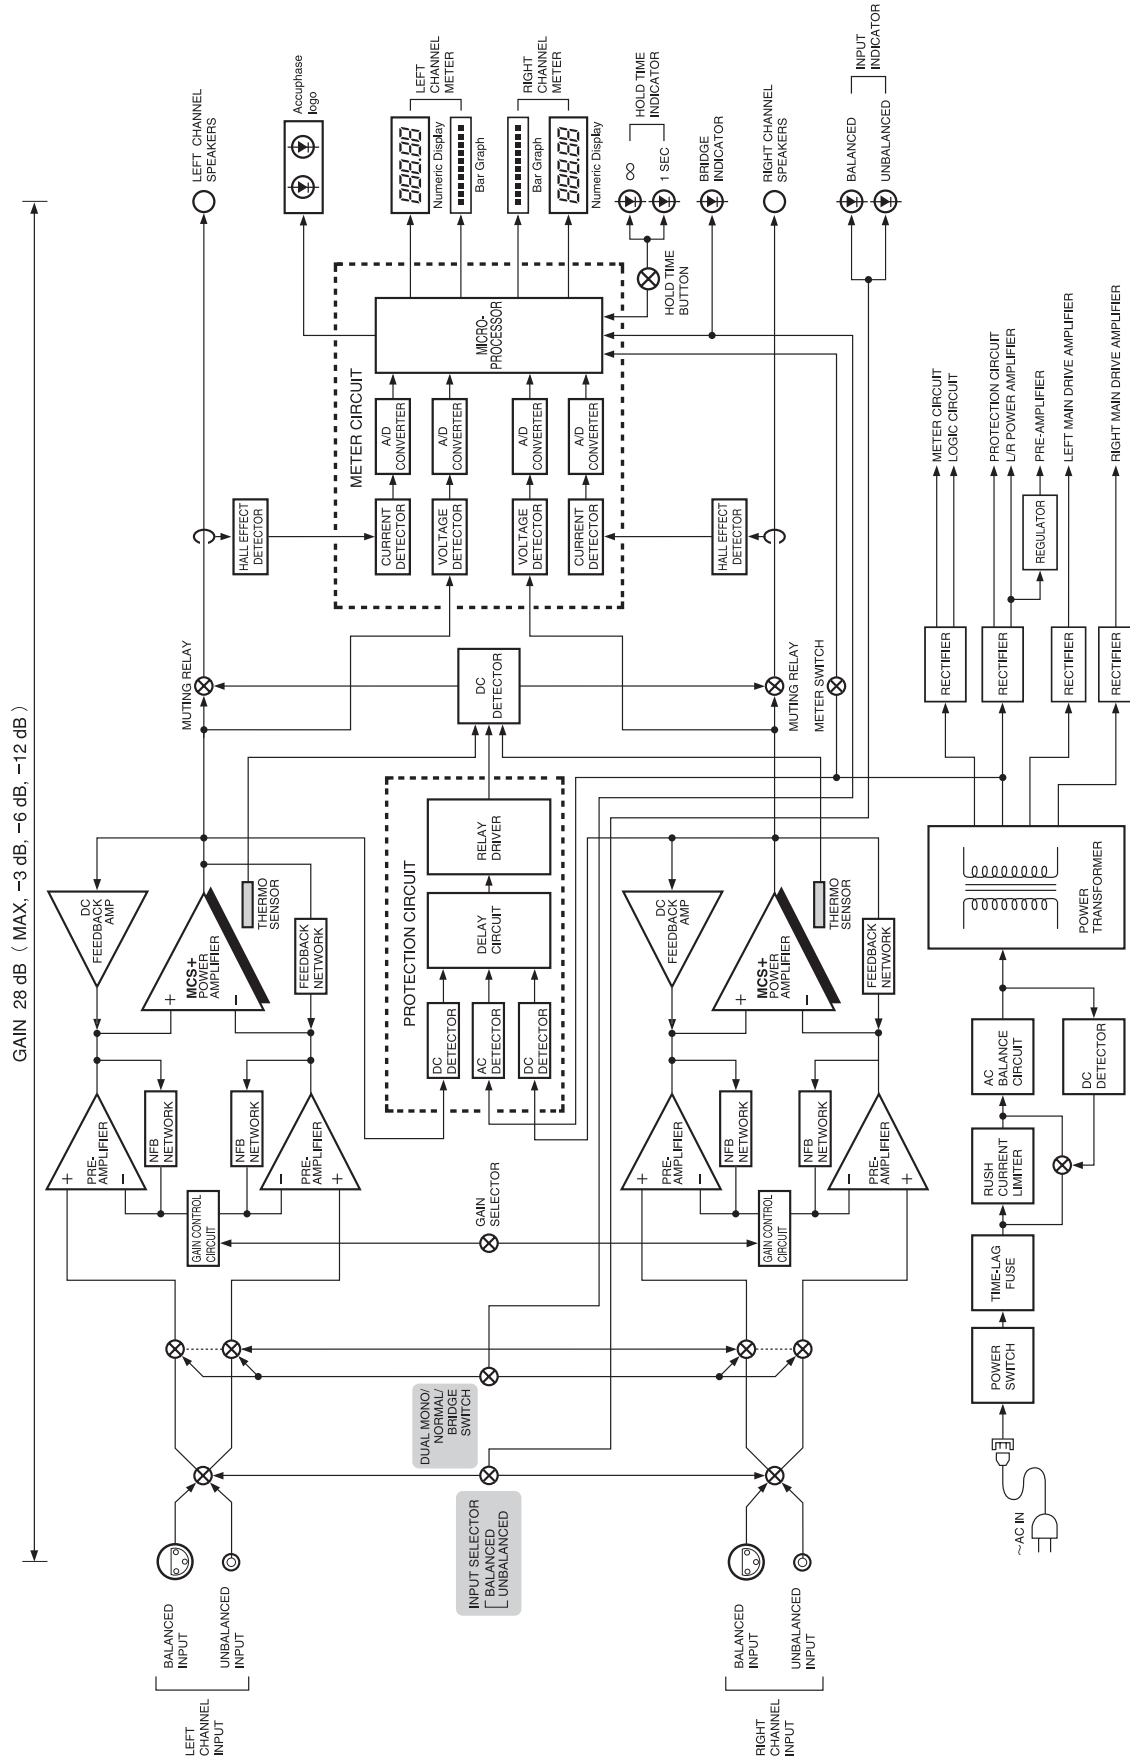 GAIN 28 dB ( MAX, −3 dB, −6 dB, −12 dB )
LEFT
CHANNEL
INPUT
BALANCED
INPUT
UNBALANCED
INPUT
PRE-
AMPLIFIER
+
−
NFB
NETWORK
GAIN CONTROL
CIRCUIT
NFB
NETWORK
PRE-
AMPLIFIER
−
+
DC
FEEDBACK
AMP
MCS+
POWER
AMPLIFIER
+
−
THERMO
SENSOR
FEEDBACK
NETWORK
MUTING RELAY
HALL EFFECT
DETECTOR
LEFT CHANNEL
SPEAKERS
Accuphase
logo
METER CIRCUIT
CURRENT
DETECTOR
A/D
CONVERTER
VOLTAGE
DETECTOR
A/D
CONVERTER
VOLTAGE
DETECTOR
A/D
CONVERTER
CURRENT
DETECTOR
A/D
CONVERTER
MICRO-
PROCESSOR
888.88
Numeric Display
Bar Graph
LEFT
CHANNEL
METER
Bar Graph
888.88
Numeric Display
RIGHT
CHANNEL
METER
HOLD TIME
BUTTON
∞
1 SEC
HOLD TIME
INDICATOR
BRIDGE
INDICATOR
DUAL MONO/
NORMAL/
BRIDGE
SWITCH
INPUT SELECTOR
BALANCED
UNBALANCED
GAIN
SELECTOR
PROTECTION CIRCUIT
DC
DETECTOR
AC
DETECTOR
DC
DETECTOR
DELAY
CIRCUIT
RELAY
DRIVER
DC
DETECTOR
HALL EFFECT
DETECTOR
MUTING RELAY
METER SWITCH
RIGHT CHANNEL
SPEAKERS
BALANCED
UNBALANCED
INPUT
INDICATOR
RIGHT
CHANNEL
INPUT
BALANCED
INPUT
UNBALANCED
INPUT
PRE-
AMPLIFIER
+
−
NFB
NETWORK
GAIN CONTROL
CIRCUIT
NFB
NETWORK
PRE-
AMPLIFIER
−
+
DC
FEEDBACK
AMP
MCS+
POWER
AMPLIFIER
+
−
THERMO
SENSOR
FEEDBACK
NETWORK
~AC IN
POWER
SWITCH
TIME-LAG
FUSE
RUSH
CURRENT
LIMITER
AC
BALANCE
CIRCUIT
DC
DETECTOR
POWER
TRANSFORMER
RECTIFIER
RECTIFIER
RECTIFIER
RECTIFIER
REGULATOR
METER CIRCUIT
LOGIC CIRCUIT
PROTECTION CIRCUIT
L/R POWER AMPLIFIER
PRE-AMPLIFIER
LEFT MAIN DRIVE AMPLIFIER
RIGHT MAIN DRIVE AMPLIFIER